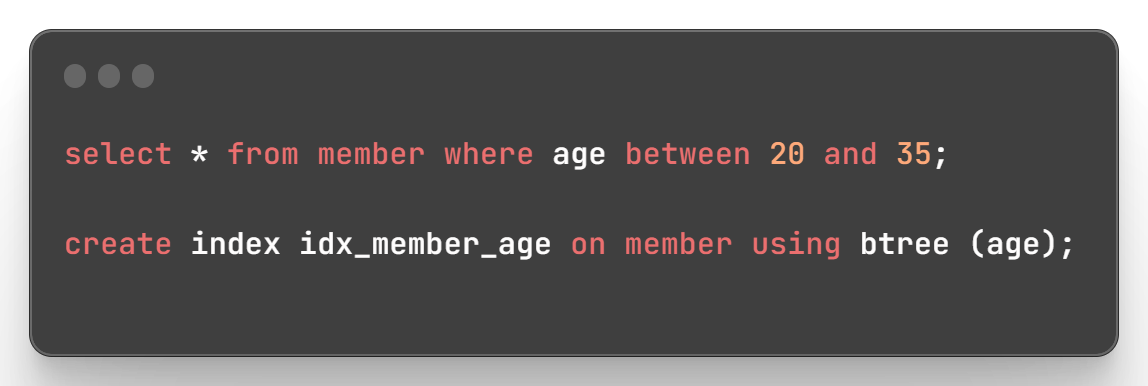 select * from member where age between 20 and 35;
create index idx_member_age on member using btree (age);